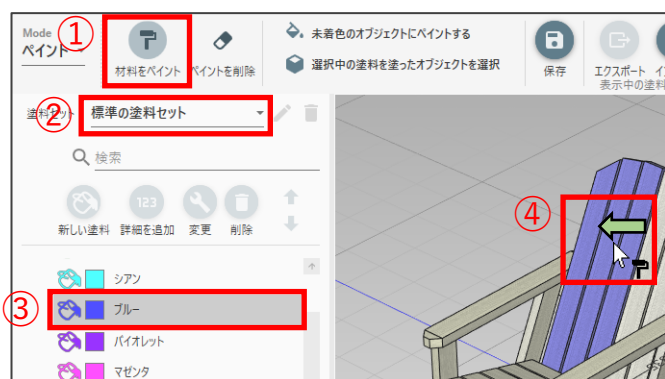 Mode
①
ペイント
材料をペイント
ペイントを削除
未着色のオブジェクトにペイントする
選択中の塗料を塗ったオブジェクトを選択
保存
エクスポート
表示中の塗料
②
標準の塗料セット
検索
123
新しい塗料
詳細を追加
変更
削除
シアン
③
ブルー
バイオレット
マゼンタ
④